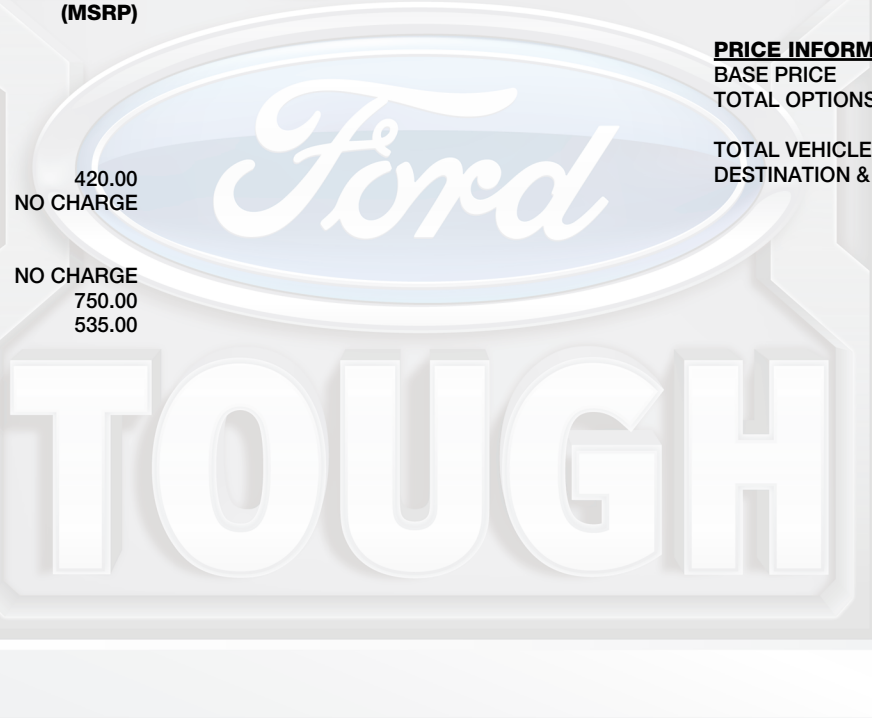 (MSRP)
420.00
NO CHARGE
NO CHARGE
750.00
535.00
PRICE INFORM
BASE PRICE
TOTAL OPTIONS
TOTAL VEHICLE
DESTINATION &
Ford
TOUGH